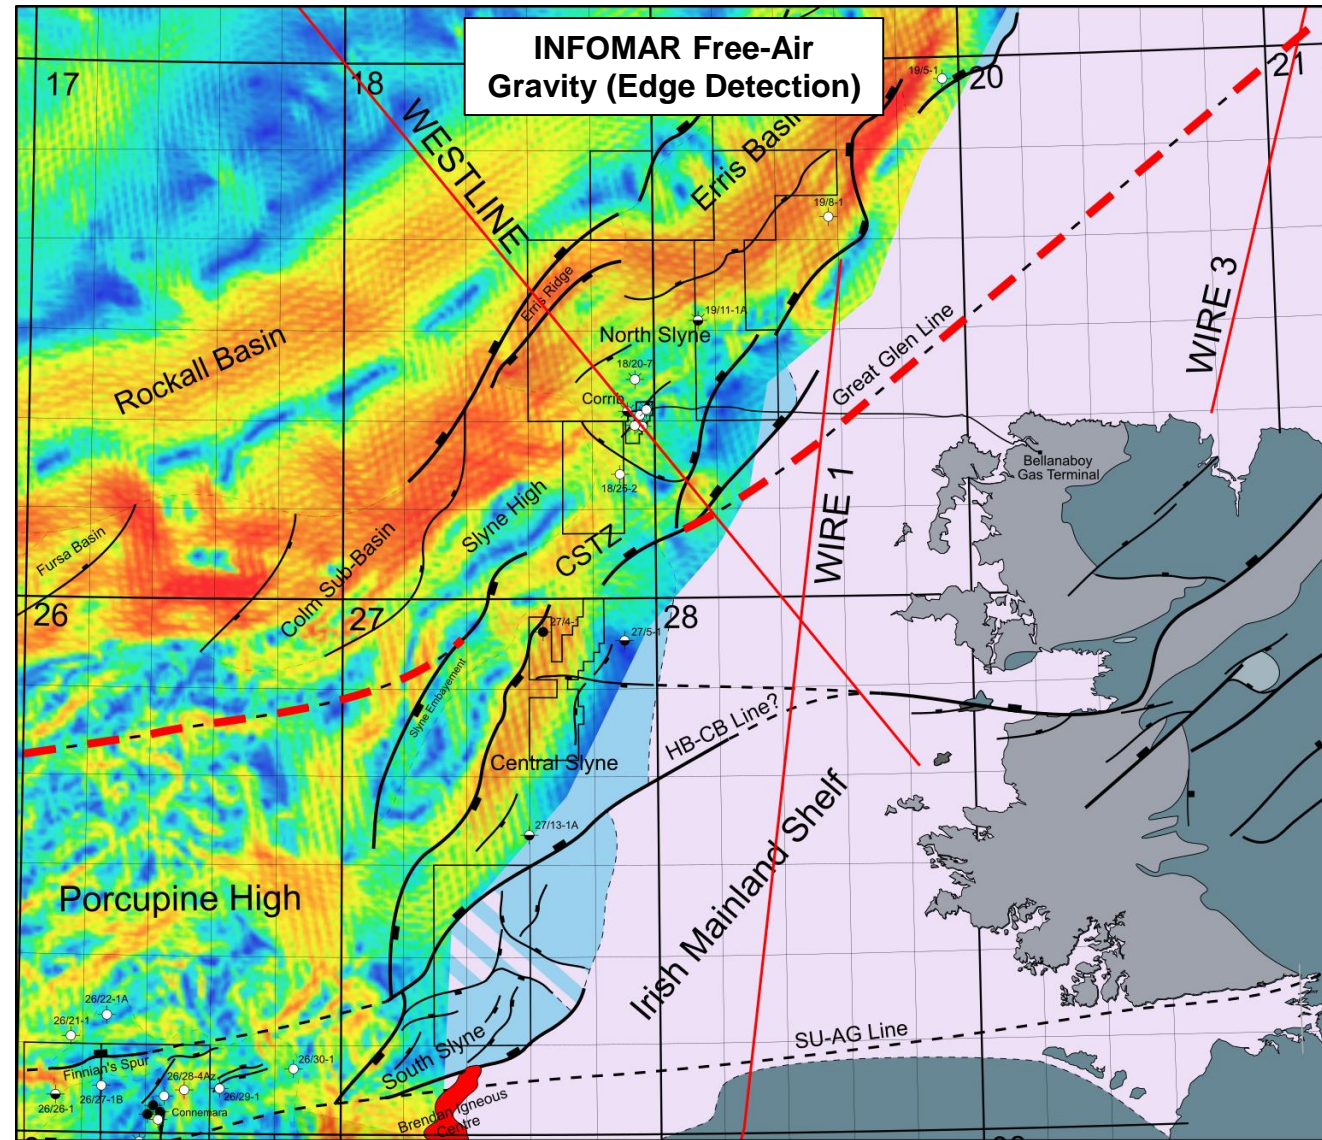 INFOMAR Free-Air
Gravity (Edge Detection)
17
18
19/5-1
20
21
WESTLINE
Erris Basin
19/8-1
Erris Ridge
19/11-1A
North Slyne
WIRE 3
Rockall Basin
18/20-7
Great Glen Line
Corrib
Bellanaboy
Gas Terminal
18/25-2
Slyne High
WIRE 1
Fursa Basin
CSTZ
Colm Sub-Basin
26
27
28
27/4-1
27/5-1
Slyne Embayement
HB-CB Line?
Central Slyne
27/13-1A
Irish Mainland Shelf
Porcupine High
26/22-1A
26/21-1
SU-AG Line
South Slyne
Finnian's Spur
26/30-1
26/28-4Az
26/29-1
26/26-1
26/27-1B
Connemara
Brendan Igneous
Centre